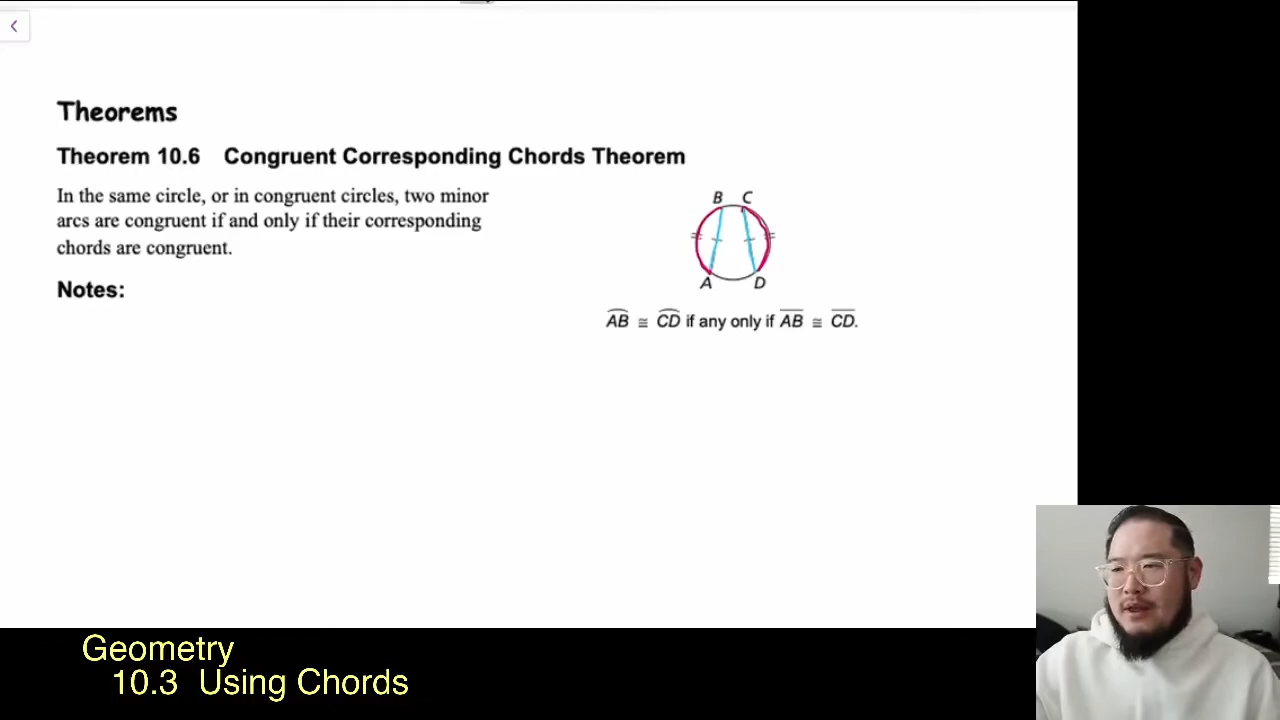 Theorems
Theorem 10.6 Congruent Corresponding Chords Theorem
In the same circle, or in congruent circles, two minor
arcs are congruent if and only if their corresponding
chords are congruent.
Notes:
B C
A D
AB ≅ CD if any only if AB ≅ CD.
Geometry
10.3 Using Chords